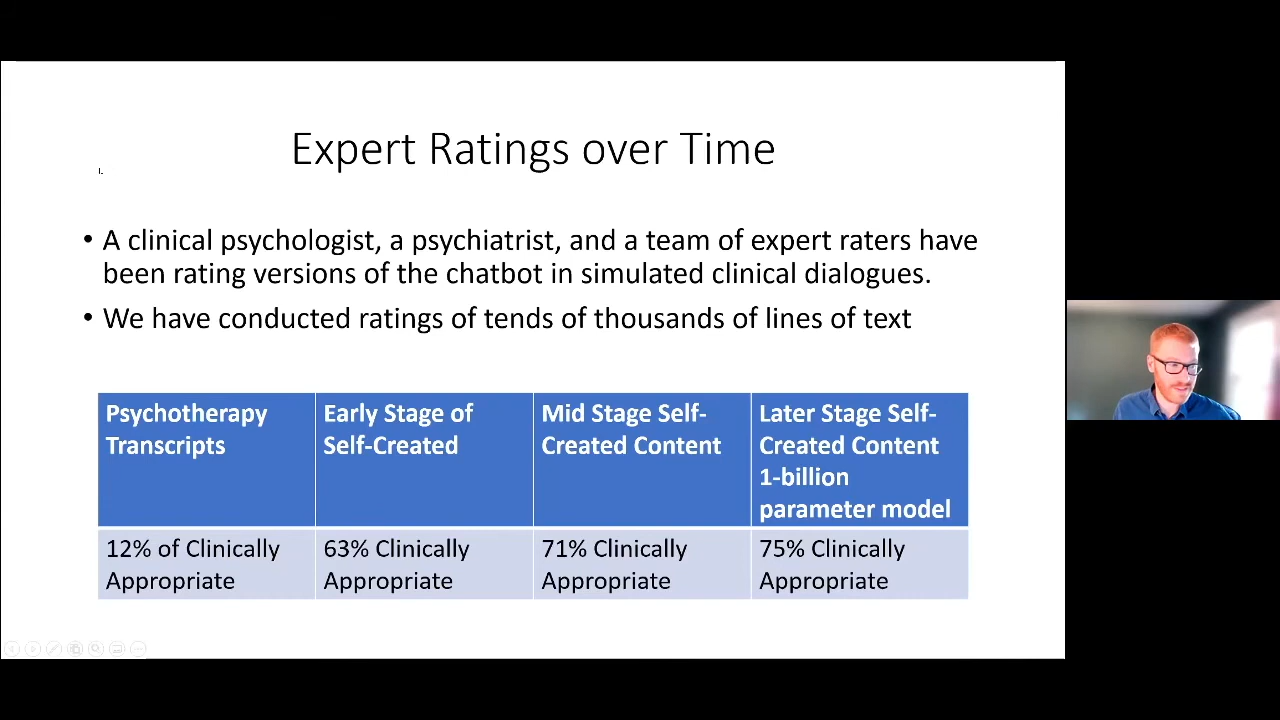 Expert Ratings over Time
• A clinical psychologist, a psychiatrist, and a team of expert raters have
been rating versions of the chatbot in simulated clinical dialogues.
• We have conducted ratings of tends of thousands of lines of text
Psychotherapy
Transcripts
Early Stage of
Self-Created
Mid Stage Self-
Created Content
Later Stage Self-
Created Content
1-billion
parameter model
12% of Clinically
Appropriate
63% Clinically
Appropriate
71% Clinically
Appropriate
75% Clinically
Appropriate